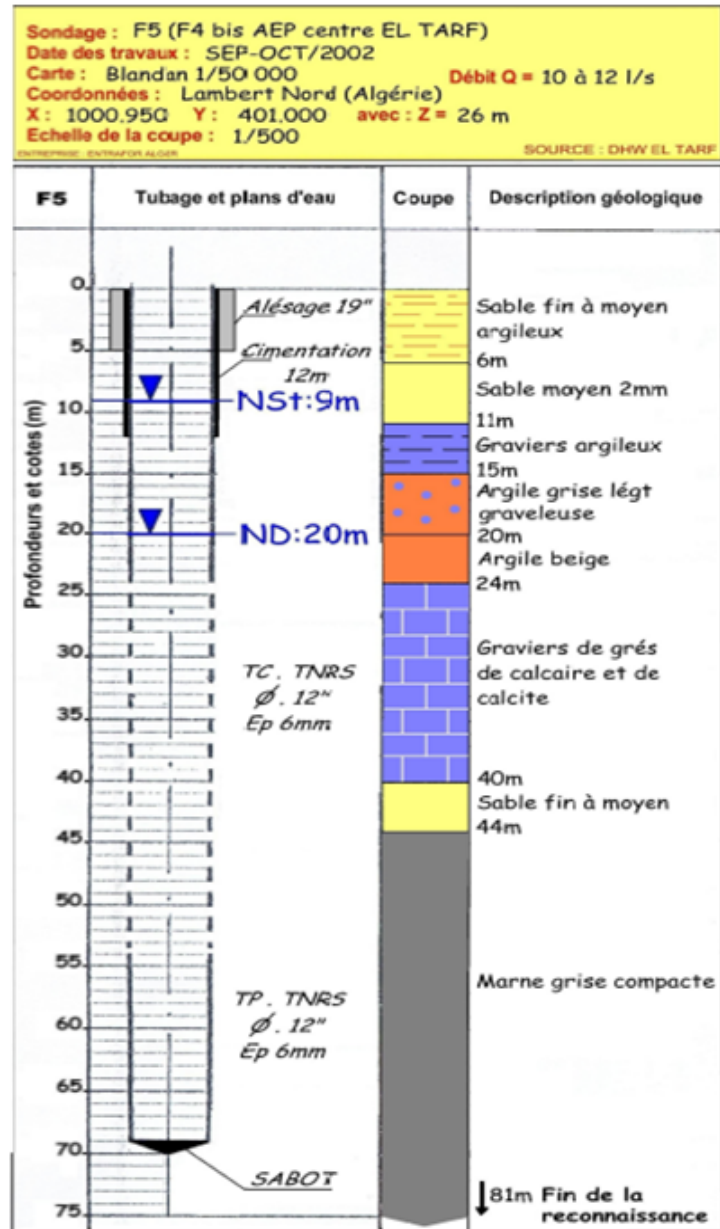 Sondage : F5 (F4 bis AEP centre EL TARF)
Date des travaux : SEP-OCT/2002
Carte : Blandan 1/50 000 Débit Q = 10 à 12 l/s
Coordonnées : Lambert Nord (Algérie)
X : 1000.950 Y : 401.000 avec : Z = 26 m
Echelle de la coupe : 1/500
ENTREPRISE: ENTRAFOR ALGER SOURCE : DHW EL TARF
F5 Tubage et plans d'eau Coupe Description géologique
Profondeurs et cotes (m)
0
5
10
15
20
25
30
35
40
45
50
55
60
65
70
75
Alésage 19"
Cimentation
12m
NSt:9m
ND:20m
TC. TNRS
Ø. 12"
Ep 6mm
TP. TNRS
Ø. 12"
Ep 6mm
SABOT
Sable fin à moyen
argileux
6m
Sable moyen 2mm
11m
Graviers argileux
15m
Argile grise légt
graveleuse
20m
Argile beige
24m
Graviers de grés
de calcaire et de
calcite
40m
Sable fin à moyen
44m
Marne grise compacte
81m Fin de la
reconnaissance